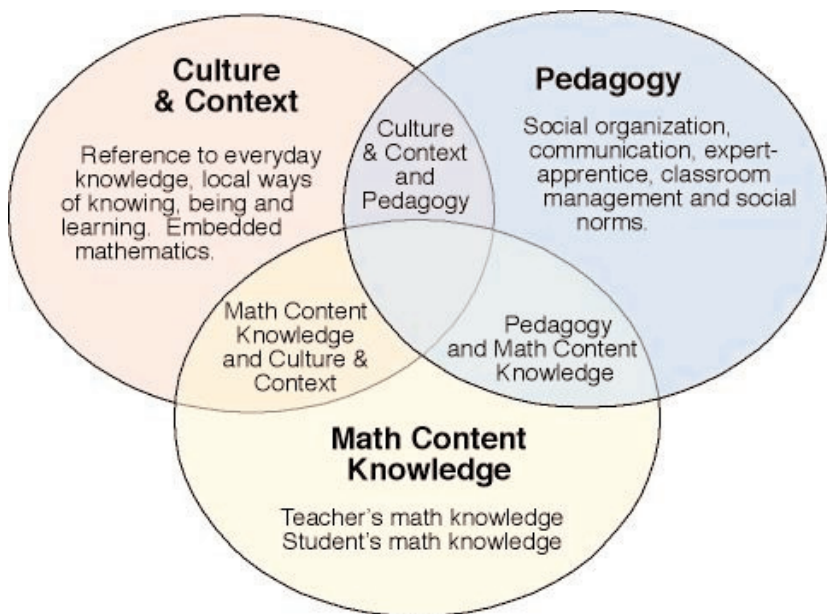 Culture
& Context
Reference to everyday
knowledge, local ways
of knowing, being and
learning. Embedded
mathematics.
Culture
& Context
and
Pedagogy
Pedagogy
Social organization,
communication, expert-
apprentice, classroom
management and social
norms.
Math Content
Knowledge
and Culture &
Context
Pedagogy
and Math Content
Knowledge
Math Content
Knowledge
Teacher's math knowledge
Student's math knowledge